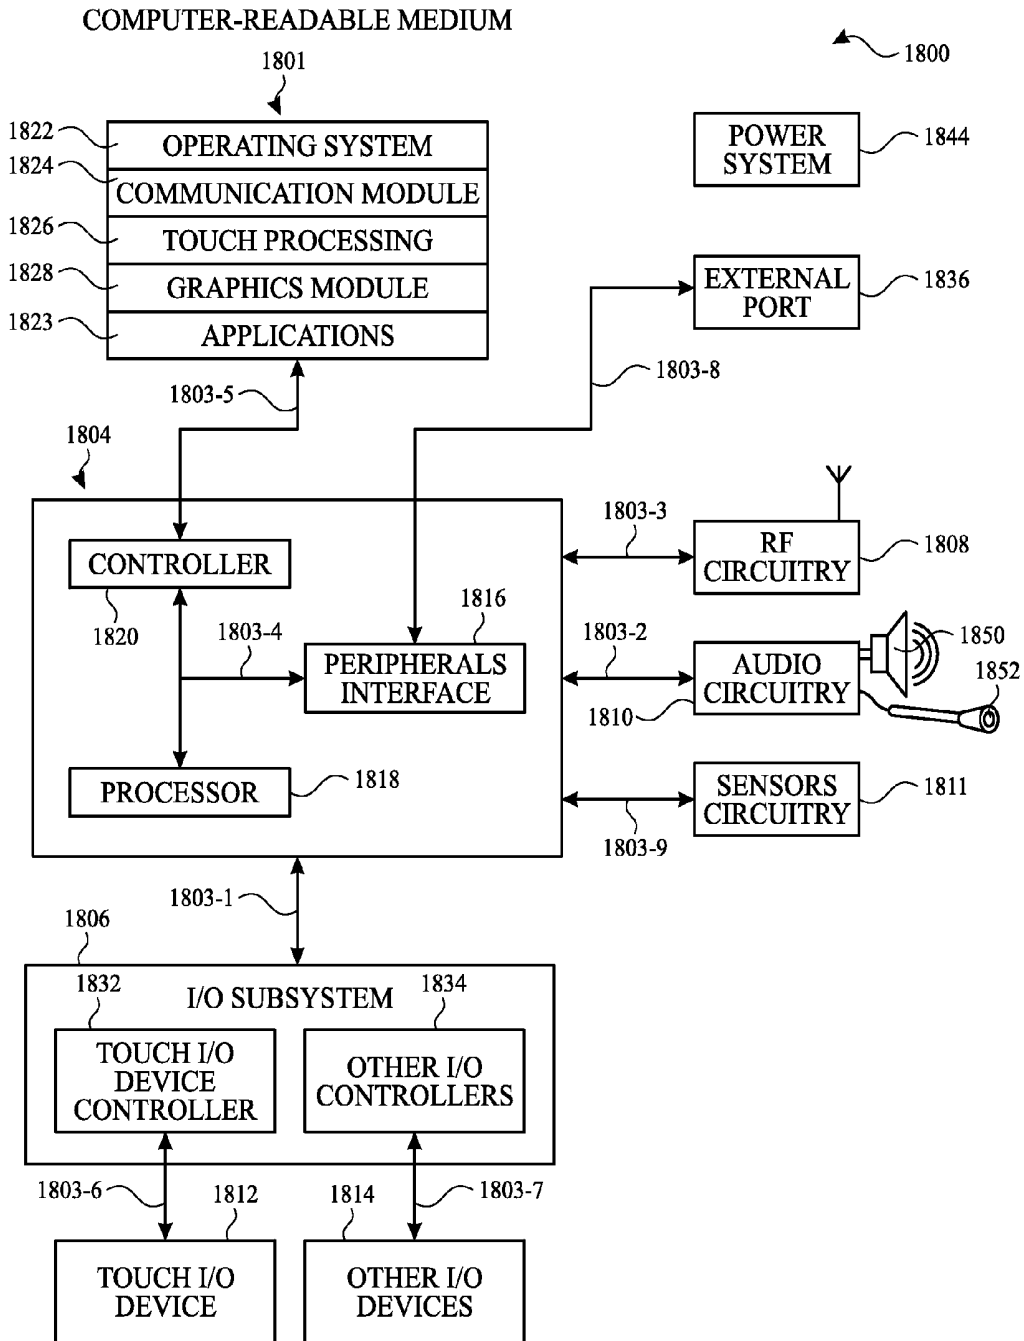 COMPUTER-READABLE MEDIUM
1800
1801
1822
OPERATING SYSTEM
1824
COMMUNICATION MODULE
1826
TOUCH PROCESSING
1828
GRAPHICS MODULE
1823
APPLICATIONS
POWER
SYSTEM
1844
EXTERNAL
PORT
1836
1803-5
1803-8
1804
CONTROLLER
1820
1803-4
1816
PERIPHERALS
INTERFACE
PROCESSOR
1818
1803-3
RF
CIRCUITRY
1808
1803-2
AUDIO
CIRCUITRY
1810
1850
1852
SENSORS
CIRCUITRY
1811
1803-9
1803-1
1806
I/O SUBSYSTEM
1832
TOUCH I/O
DEVICE
CONTROLLER
1834
OTHER I/O
CONTROLLERS
1803-6
1812
1814
1803-7
TOUCH I/O
DEVICE
OTHER I/O
DEVICES